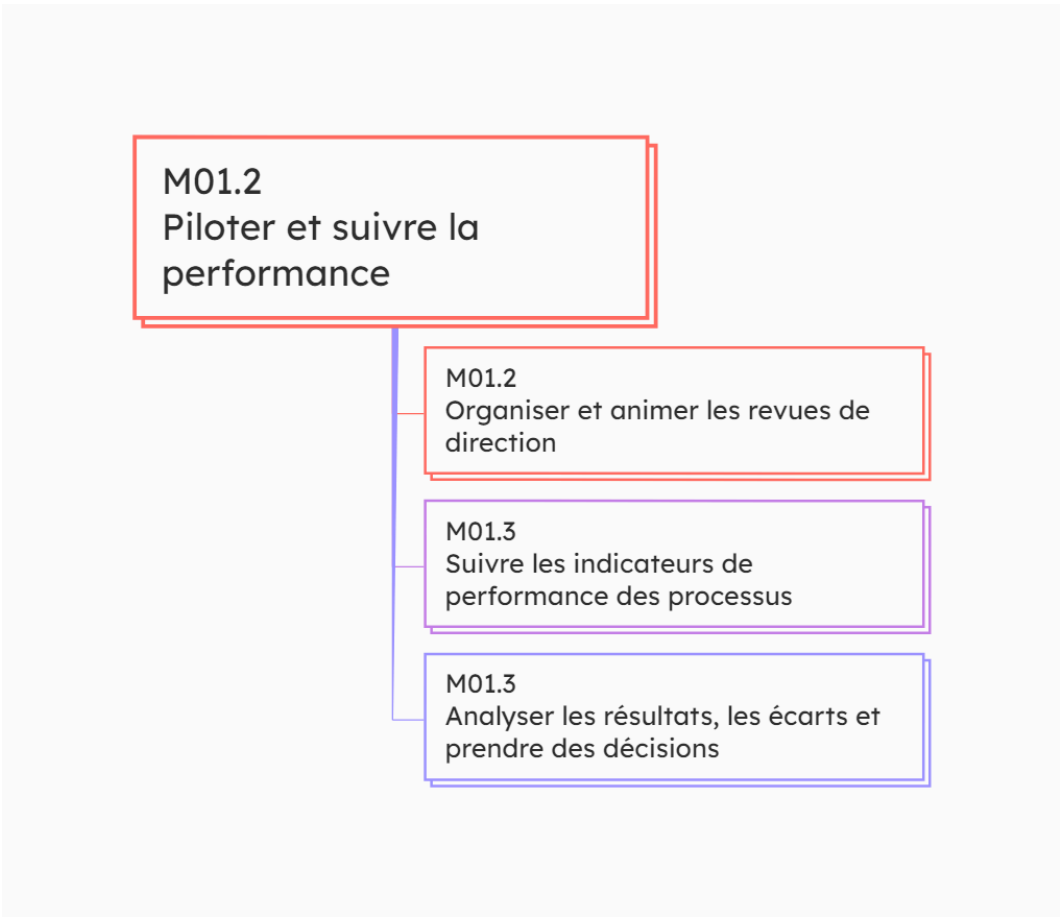 M01.2
Piloter et suivre la
performance
M01.2
Organiser et animer les revues de
direction
M01.3
Suivre les indicateurs de
performance des processus
M01.3
Analyser les résultats, les écarts et
prendre des décisions